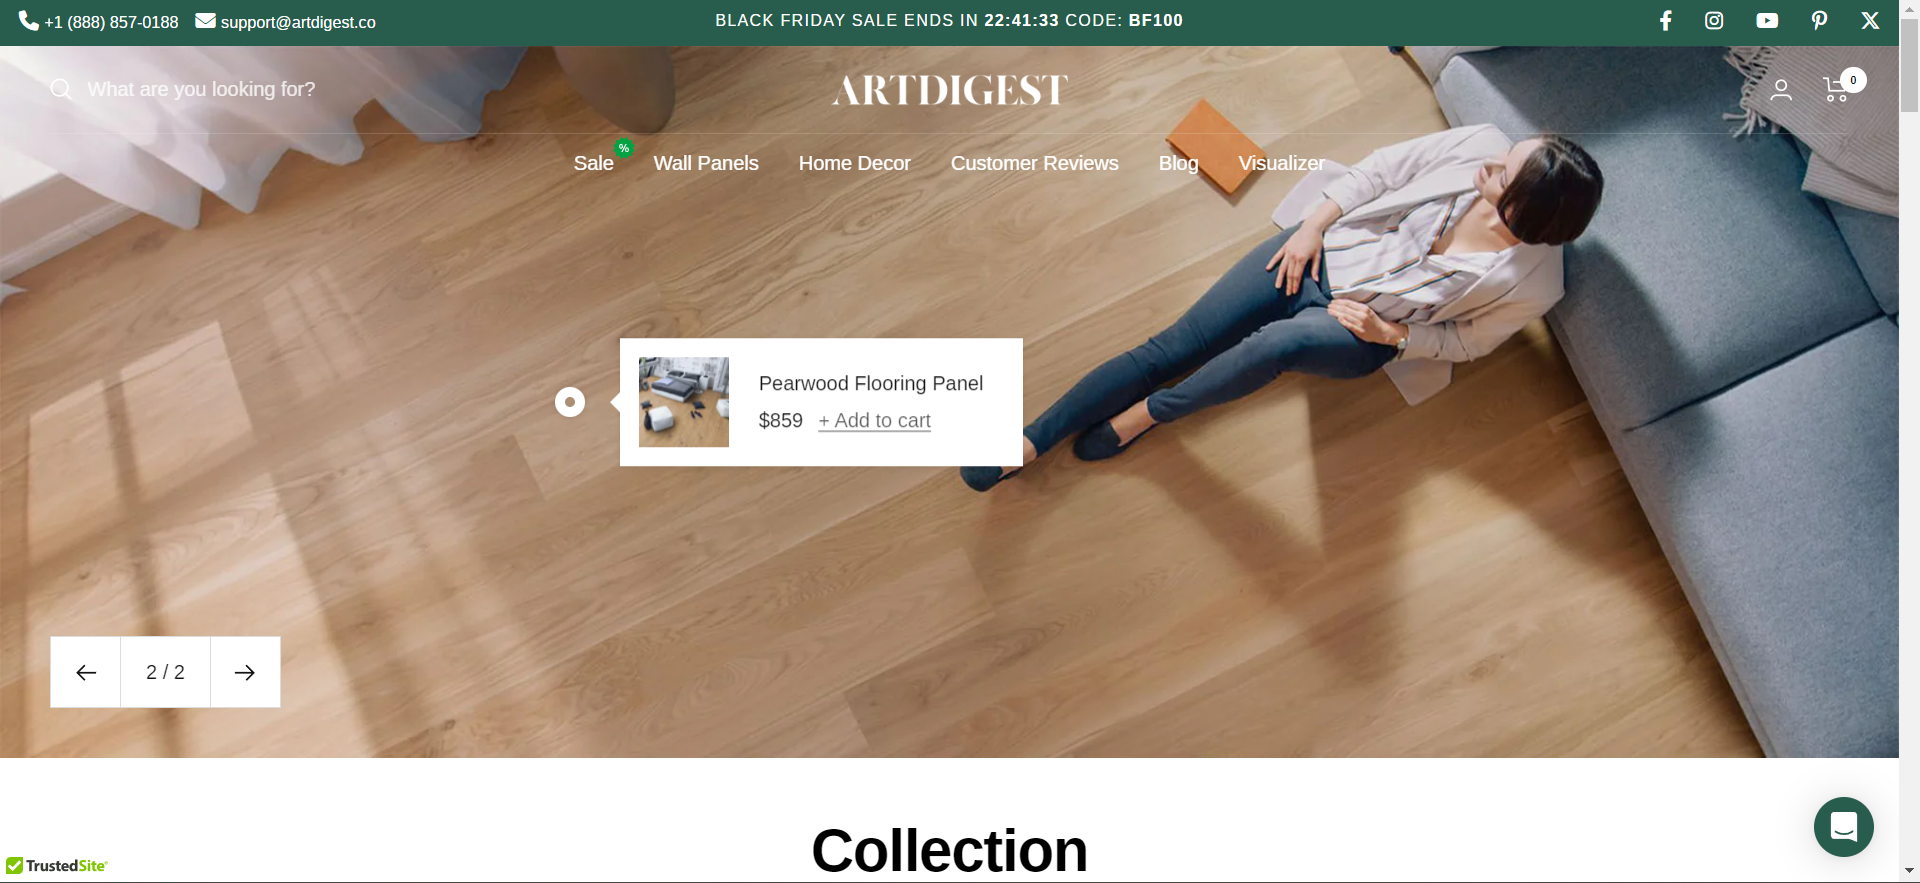 +1 (888) 857-0188 support@artdigest.co
BLACK FRIDAY SALE ENDS IN 22:41:33 CODE: BF100
What are you looking for?
ARTDIGEST
0
Sale % Wall Panels Home Decor Customer Reviews Blog Visualizer
Pearwood Flooring Panel
$859 + Add to cart
2 / 2
Collection
TrustedSite